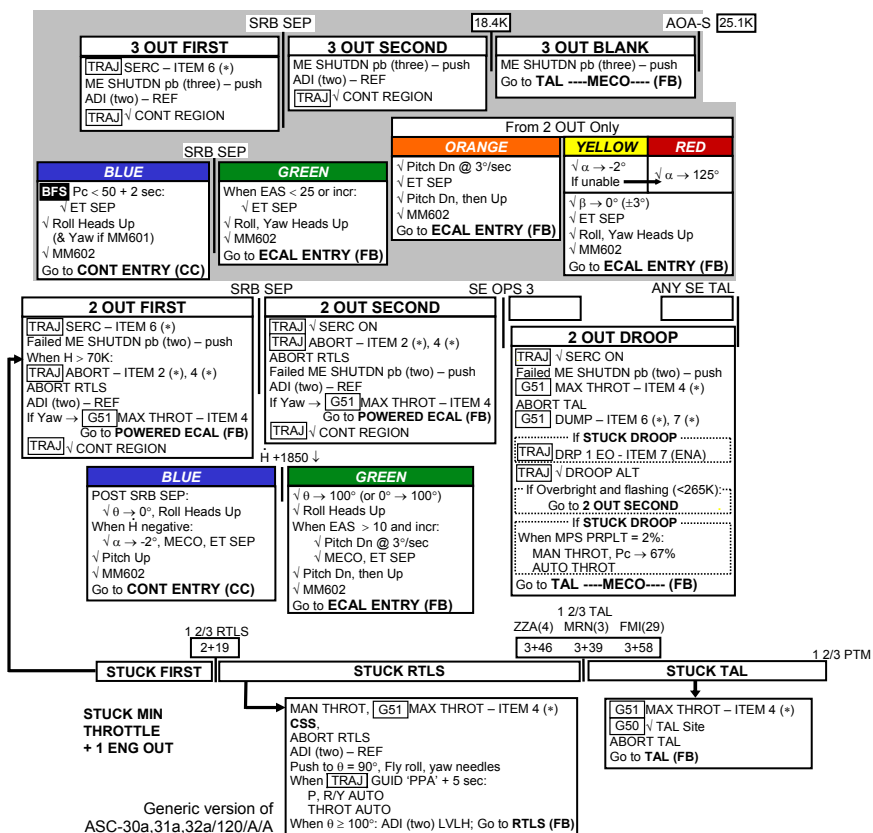 SRB SEP
18.4K
AOA-S 25.1K
3 OUT FIRST
TRAJ SERC – ITEM 6 (*)
ME SHUTDN pb (three) – push
ADI (two) – REF
TRAJ √ CONT REGION
3 OUT SECOND
ME SHUTDN pb (three) – push
ADI (two) – REF
TRAJ √ CONT REGION
3 OUT BLANK
ME SHUTDN pb (three) – push
Go to TAL ----MECO---- (FB)
SRB SEP
BLUE
BFS Pc < 50 + 2 sec:
√ ET SEP
√ Roll Heads Up
(& Yaw if MM601)
√ MM602
Go to CONT ENTRY (CC)
GREEN
When EAS < 25 or incr:
√ ET SEP
√ Roll, Yaw Heads Up
√ MM602
Go to ECAL ENTRY (FB)
From 2 OUT Only
ORANGE
√ Pitch Dn @ 3°/sec
√ ET SEP
√ Pitch Dn, then Up
√ MM602
Go to ECAL ENTRY (FB)
YELLOW
RED
√ α → -2°
If unable
√ α → 125°
√ β → 0° (±3°)
√ ET SEP
√ Roll, Yaw Heads Up
√ MM602
Go to ECAL ENTRY (FB)
SRB SEP
SE OPS 3
ANY SE TAL
2 OUT FIRST
TRAJ SERC – ITEM 6 (*)
Failed ME SHUTDN pb (two) – push
When H > 70K:
TRAJ ABORT – ITEM 2 (*), 4 (*)
ABORT RTLS
ADI (two) – REF
If Yaw → G51 MAX THROT – ITEM 4
Go to POWERED ECAL (FB)
TRAJ √ CONT REGION
2 OUT SECOND
TRAJ √ SERC ON
TRAJ ABORT – ITEM 2 (*), 4 (*)
ABORT RTLS
Failed ME SHUTDN pb (two) – push
ADI (two) – REF
If Yaw → G51 MAX THROT – ITEM 4
Go to POWERED ECAL (FB)
TRAJ √ CONT REGION
2 OUT DROOP
TRAJ √ SERC ON
Failed ME SHUTDN pb (two) – push
G51 MAX THROT – ITEM 4 (*)
ABORT TAL
G51 DUMP – ITEM 6 (*), 7 (*)
If STUCK DROOP
TRAJ DRP 1 EO - ITEM 7 (ENA)
TRAJ √ DROOP ALT
If Overbright and flashing (<265K):
Go to 2 OUT SECOND
If STUCK DROOP
When MPS PRPLT = 2%:
MAN THROT, Pc → 67%
AUTO THROT
Go to TAL ----MECO---- (FB)
Ḣ +1850 ↓
BLUE
POST SRB SEP:
√ θ → 0°, Roll Heads Up
When Ḣ negative:
√ α → -2°, MECO, ET SEP
√ Pitch Up
√ MM602
Go to CONT ENTRY (CC)
GREEN
√ θ → 100° (or 0° → 100°)
√ Roll Heads Up
When EAS > 10 and incr:
√ Pitch Dn @ 3°/sec
√ MECO, ET SEP
√ Pitch Dn, then Up
√ MM602
Go to ECAL ENTRY (FB)
1 2/3 RTLS
2+19
1 2/3 TAL
ZZA(4) MRN(3) FMI(29)
3+46 3+39 3+58
1 2/3 PTM
STUCK FIRST
STUCK RTLS
STUCK TAL
STUCK MIN
THROTTLE
+ 1 ENG OUT
MAN THROT, G51 MAX THROT – ITEM 4 (*)
CSS,
ABORT RTLS
ADI (two) – REF
Push to θ = 90°, Fly roll, yaw needles
When TRAJ GUID 'PPA' + 5 sec:
P, R/Y AUTO
THROT AUTO
When θ ≥ 100°: ADI (two) LVLH; Go to RTLS (FB)
G51 MAX THROT – ITEM 4 (*)
G50 √ TAL Site
ABORT TAL
Go to TAL (FB)
Generic version of
ASC-30a,31a,32a/120/A/A